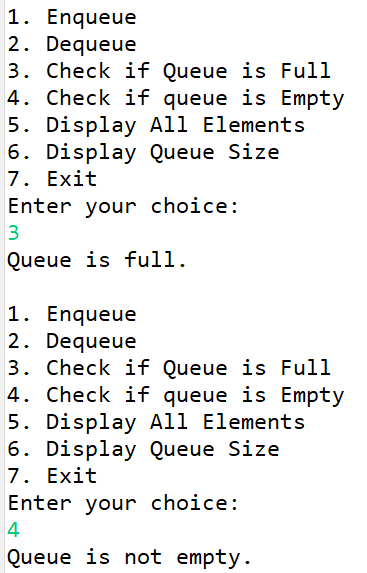 1. Enqueue
2. Dequeue
3. Check if Queue is Full
4. Check if queue is Empty
5. Display All Elements
6. Display Queue Size
7. Exit
Enter your choice:
3
Queue is full.

1. Enqueue
2. Dequeue
3. Check if Queue is Full
4. Check if queue is Empty
5. Display All Elements
6. Display Queue Size
7. Exit
Enter your choice:
4
Queue is not empty.